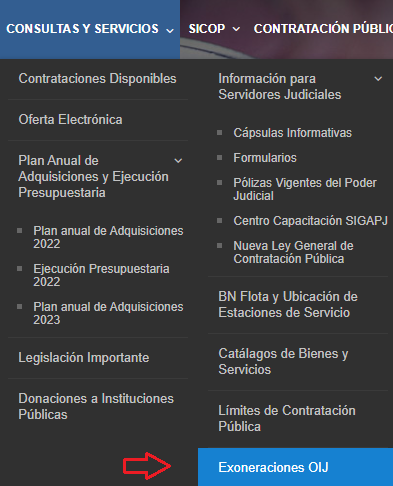 CONSULTAS Y SERVICIOS
SICOP
CONTRATACIÓN PÚBLIC
Contrataciones Disponibles
Oferta Electrónica
Plan Anual de
Adquisiciones y Ejecución
Presupuestaria
Plan anual de Adquisiciones
2022
Ejecución Presupuestaria
2022
Plan anual de Adquisiciones
2023
Legislación Importante
Donaciones a Instituciones
Públicas
Información para
Servidores Judiciales
Cápsulas Informativas
Formularios
Pólizas Vigentes del Poder
Judicial
Centro Capacitación SIGAPJ
Nueva Ley General de
Contratación Pública
BN Flota y Ubicación de
Estaciones de Servicio
Catálagos de Bienes y
Servicios
Límites de Contratación
Pública
Exoneraciones OIJ